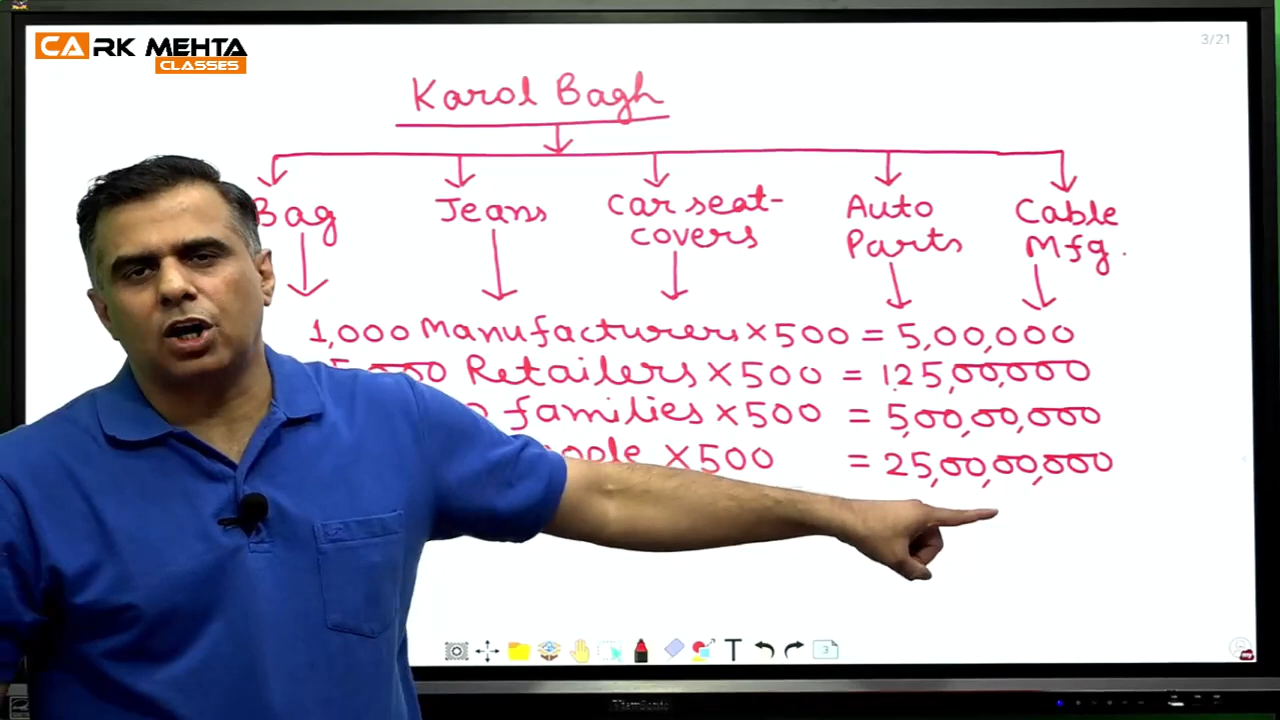 CA RK MEHTA
CLASSES
3/21
Karol Bagh
Bag Jeans Car seat- Auto Cable
covers Parts Mfg.
1,000 Manufacturers × 500 = 5,00,000
Retailers × 500 = 125,00,000
families × 500 = 5,00,00,000
× 500 = 25,00,00,000
T
3